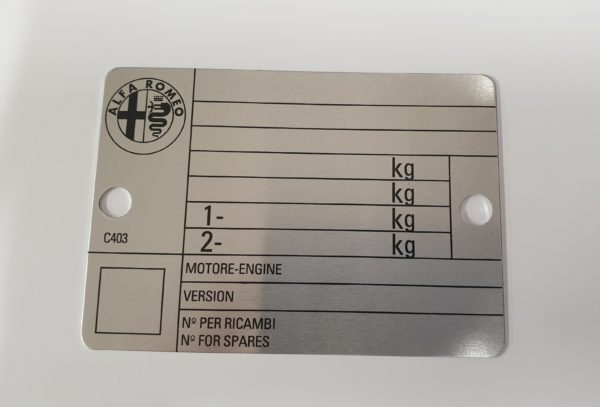 ALFA ROMEO
kg
kg
1- kg
2- kg
C403
MOTORE-ENGINE
VERSION
Nº PER RICAMBI
Nº FOR SPARES